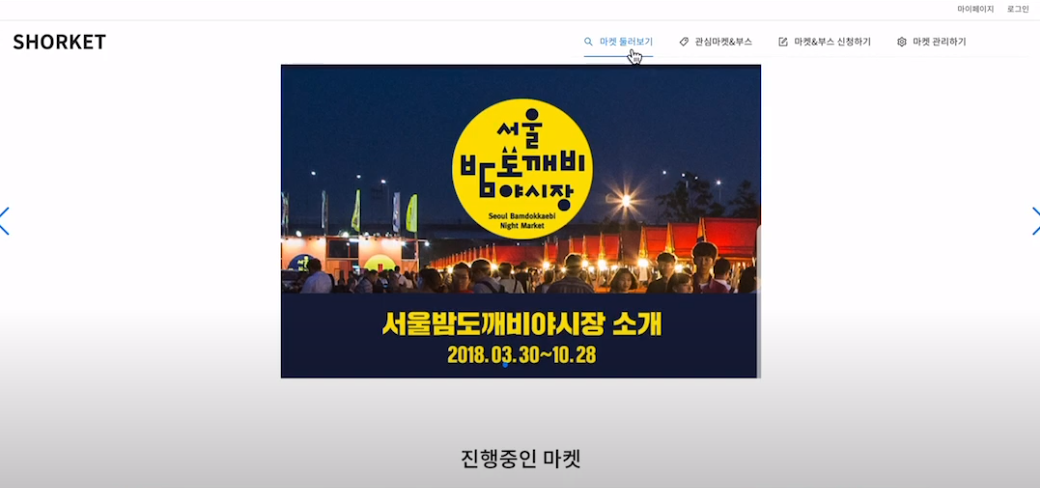 마이페이지 로그인
SHORKET
마켓 둘러보기 관심마켓&부스 마켓&부스 신청하기 마켓 관리하기
서울
밤도깨비
야시장
Seoul Bamdokkaebi
Night Market
서울밤도깨비야시장 소개
2018.03.30~10.28
진행중인 마켓